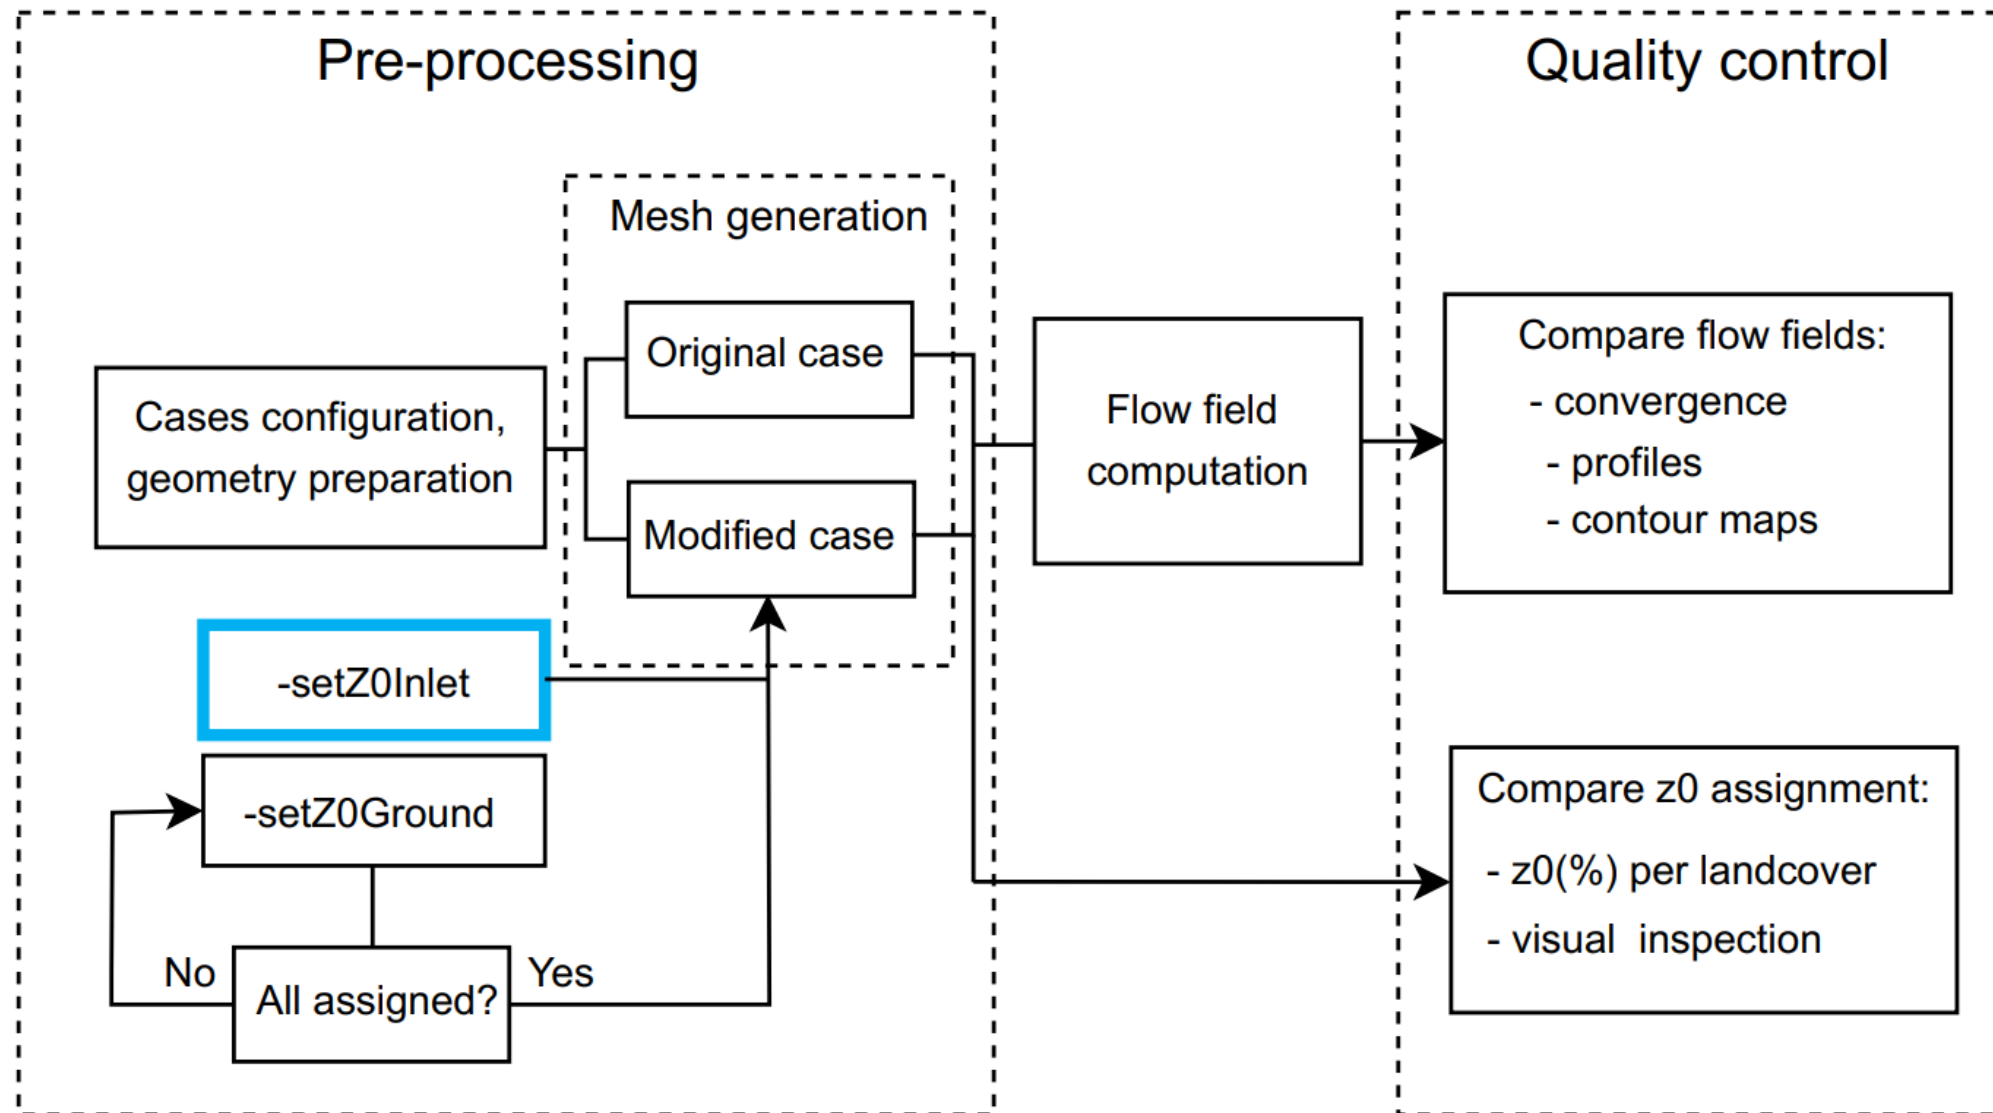 Pre-processing
Quality control
Mesh generation
Original case
Cases configuration,
geometry preparation
Modified case
Flow field
computation
Compare flow fields:
- convergence
- profiles
- contour maps
-setZ0Inlet
-setZ0Ground
No
All assigned?
Yes
Compare z0 assignment:
- z0(%) per landcover
- visual inspection